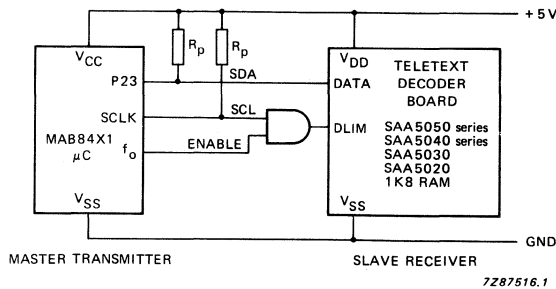 + 5V
Rp
Rp
VCC
P23
SDA
SCLK
SCL
MAB84X1
μC
fo
ENABLE
VSS
VDD
DATA
DLIM
TELETEXT
DECODER
BOARD
SAA5050 series
SAA5040 series
SAA5030
SAA5020
1K8 RAM
VSS
GND
MASTER TRANSMITTER
SLAVE RECEIVER
7Z87516.1